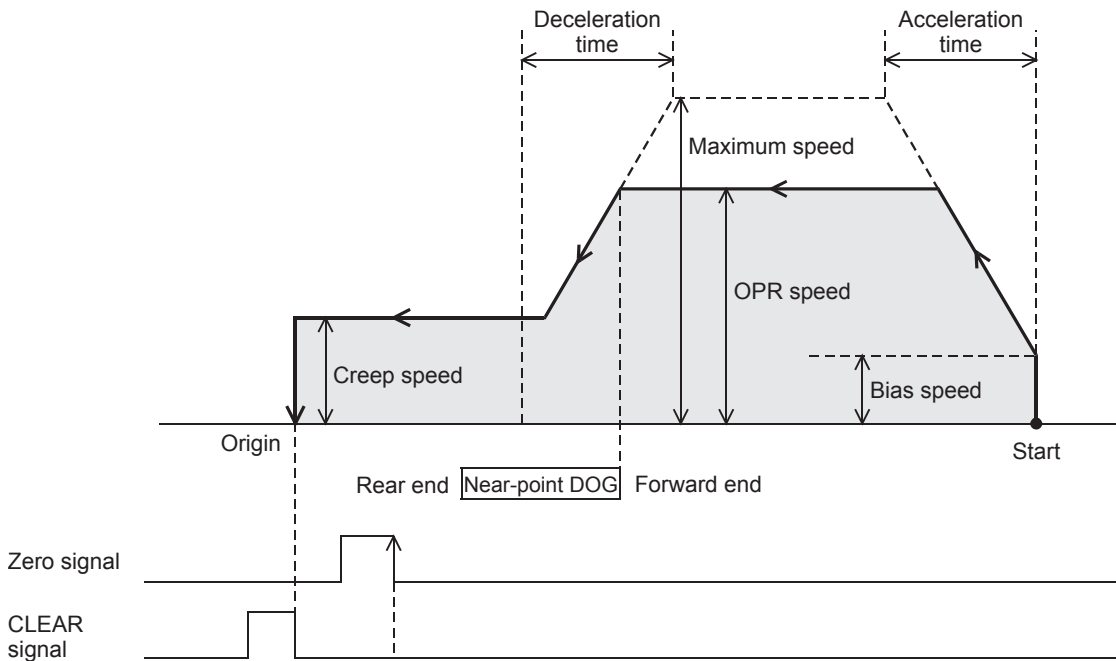 Deceleration
time
Acceleration
time
Maximum speed
OPR speed
Creep speed
Bias speed
Origin
Start
Rear end Near-point DOG Forward end
Zero signal
CLEAR
signal